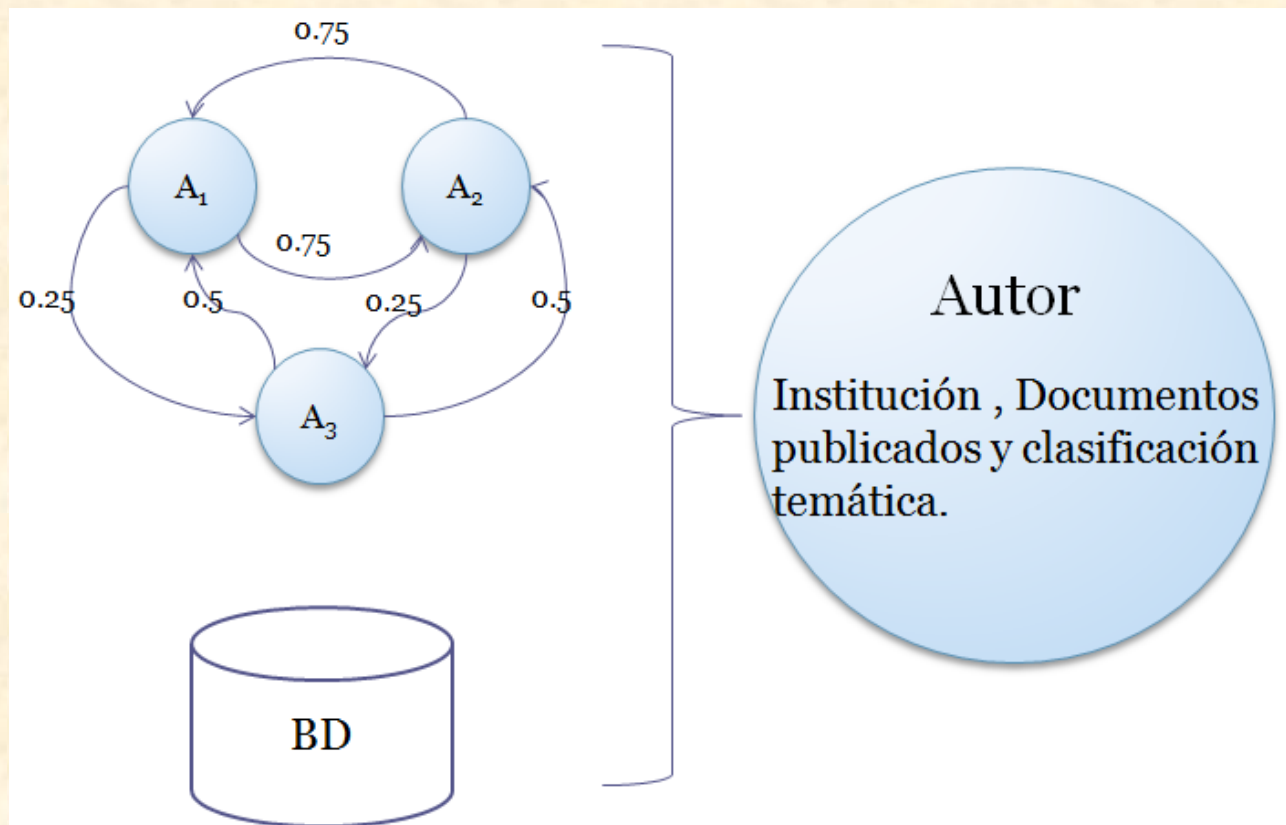 0.75
A₁
A₂
0.75
0.25
0.5
0.25
0.5
A₃
BD
Autor
Institución , Documentos
publicados y clasificación
temática.